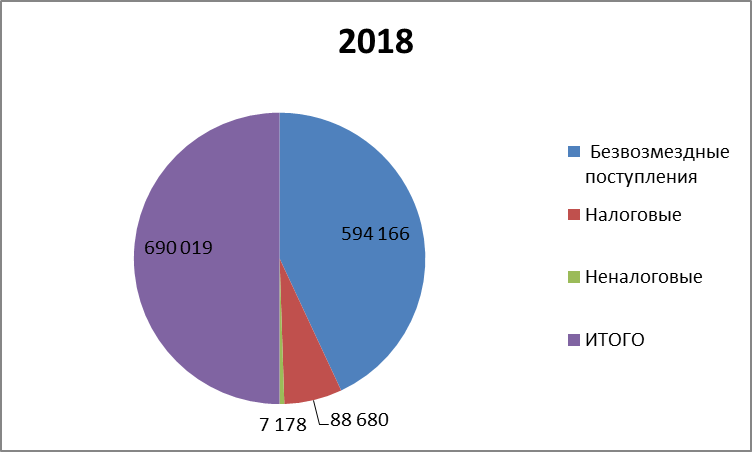 2018
Безвозмездные
поступления
Налоговые
Неналоговые
ИТОГО
690 019
594 166
7 178
88 680